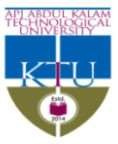 APJ ABDUL KALAM
TECHNOLOGICAL
UNIVERSITY
KTU
Estd.
2014